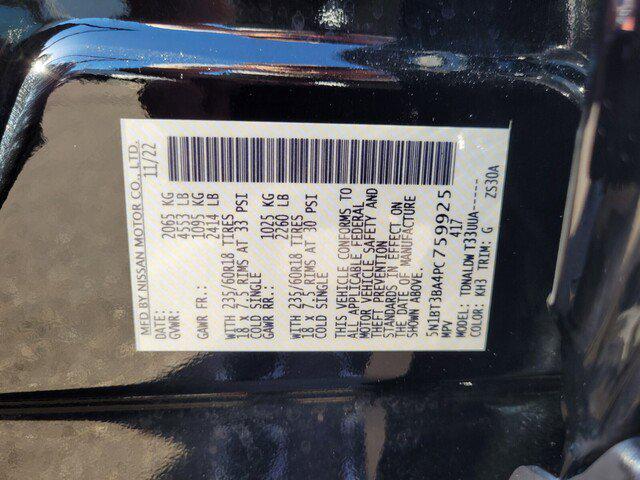 MFD BY NISSAN MOTOR CO., LTD.
DATE: 11/22
GVWR: 2065 KG
4553 LB
GAWR FR.: 1095 KG
2414 LB
WITH 235/60R18 TIRES
18 X 7.5 RIMS AT 33 PSI
COLD SINGLE
GAWR RR.: 1025 KG
2260 LB
WITH 235/60R18 TIRES
18 X 7.5 RIMS AT 30 PSI
COLD SINGLE
THIS VEHICLE CONFORMS TO
ALL APPLICABLE FEDERAL
MOTOR VEHICLE SAFETY AND
THEFT PREVENTION
STANDARDS IN EFFECT ON
THE DATE OF MANUFACTURE
SHOWN ABOVE.
5N1BT3BA4PC759925
MPV 417
MODEL: TDNALDW T33UUA------
COLOR: KH3 TRIM: G ZS30A